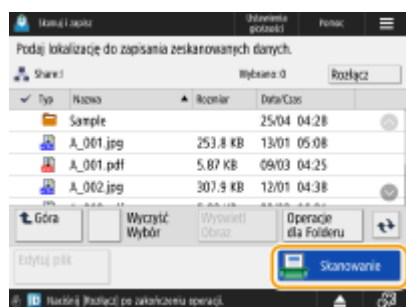 Skanuj i zapisz Ustawienia głośności Pomoc
Podaj lokalizację do zapisania zeskanowanych danych.
Share:/ Wybrano: 0 Rozłącz
Typ Nazwa Rozmiar Data/Czas
Sample 25/04 04:28
A_001.jpg 253.8 KB 13/01 05:08
A_001.pdf 5.87 KB 09/03 04:25
A_002.jpg 307.9 KB 12/01 04:38
Góra Wyczyść Wybór Wyświetl Obraz Operacje dla Folderu
Edytuj plik Skanowanie
ID Naciśnij [Rozłącz] po zakończeniu operacji.